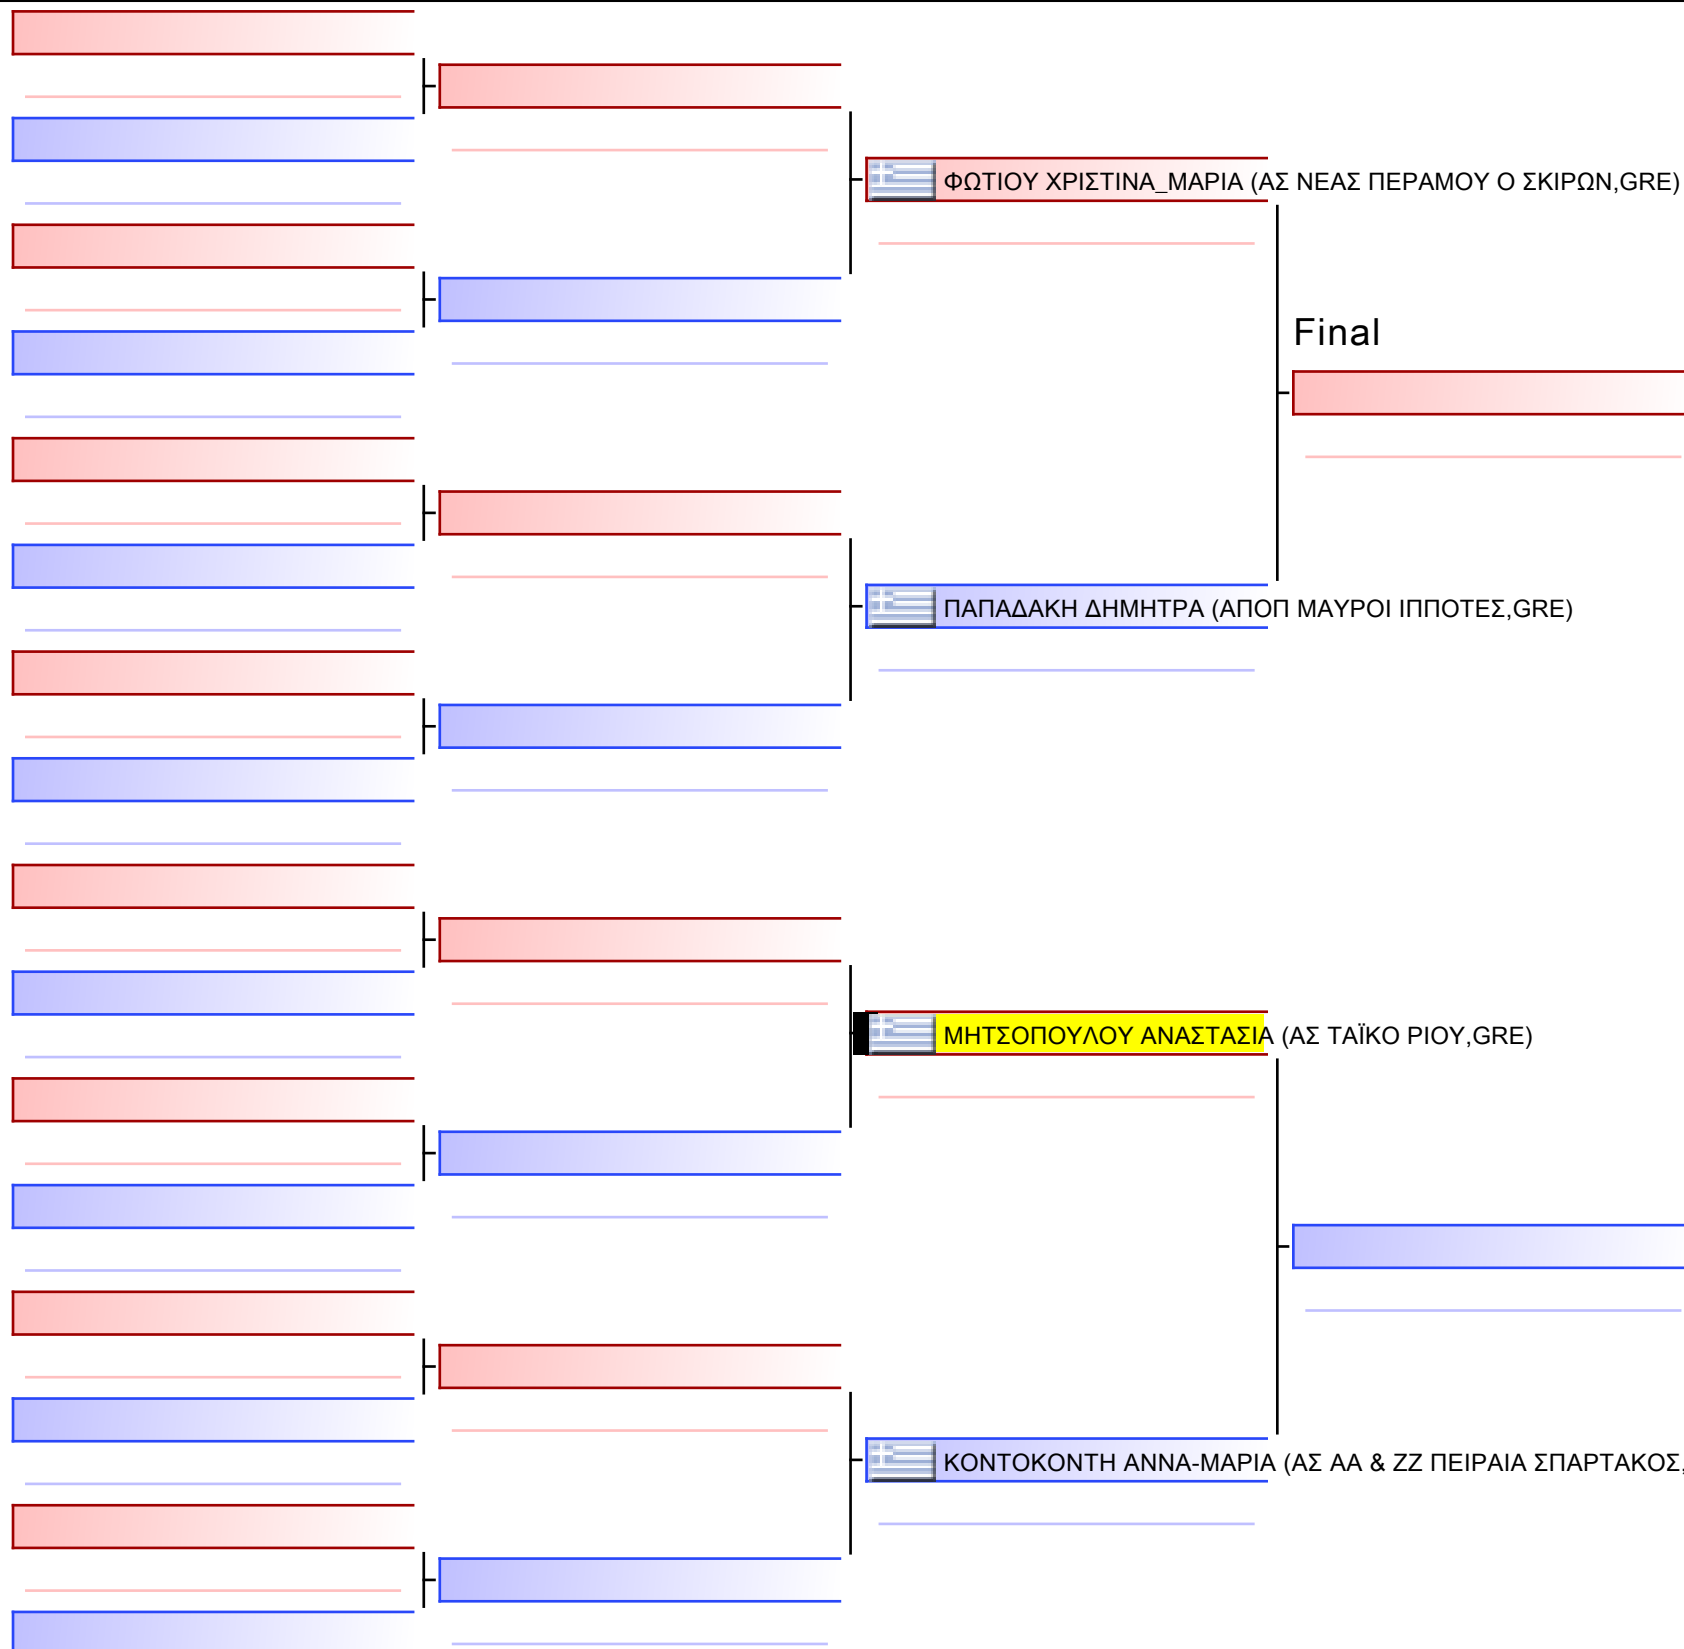 ΦΩΤΙΟΥ ΧΡΙΣΤΙΝΑ_ΜΑΡΙΑ (ΑΣ ΝΕΑΣ ΠΕΡΑΜΟΥ Ο ΣΚΙΡΩΝ,GRE)
Final
ΠΑΠΑΔΑΚΗ ΔΗΜΗΤΡΑ (ΑΠΟΠ ΜΑΥΡΟΙ ΙΠΠΟΤΕΣ,GRE)
ΜΗΤΣΟΠΟΥΛΟΥ ΑΝΑΣΤΑΣΙΑ (ΑΣ ΤΑΪΚΟ ΡΙΟΥ,GRE)
ΚΟΝΤΟΚΟΝΤΗ ΑΝΝΑ-ΜΑΡΙΑ (ΑΣ ΑΑ & ΖΖ ΠΕΙΡΑΙΑ ΣΠΑΡΤΑΚΟΣ,